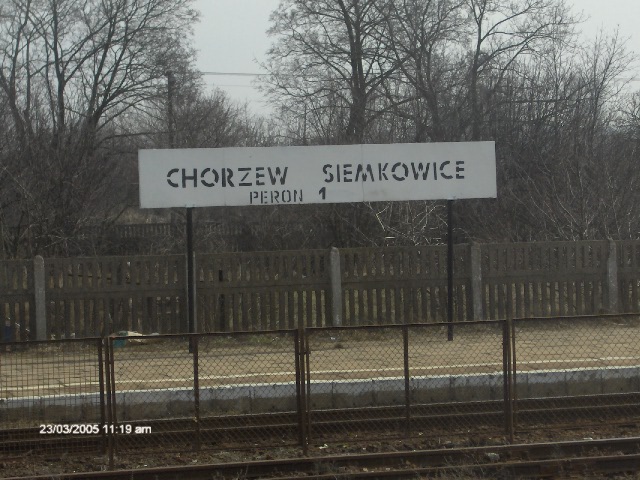 CHORZEW SIEMKOWICE
PERON 1
23/03/2005 11:19 am